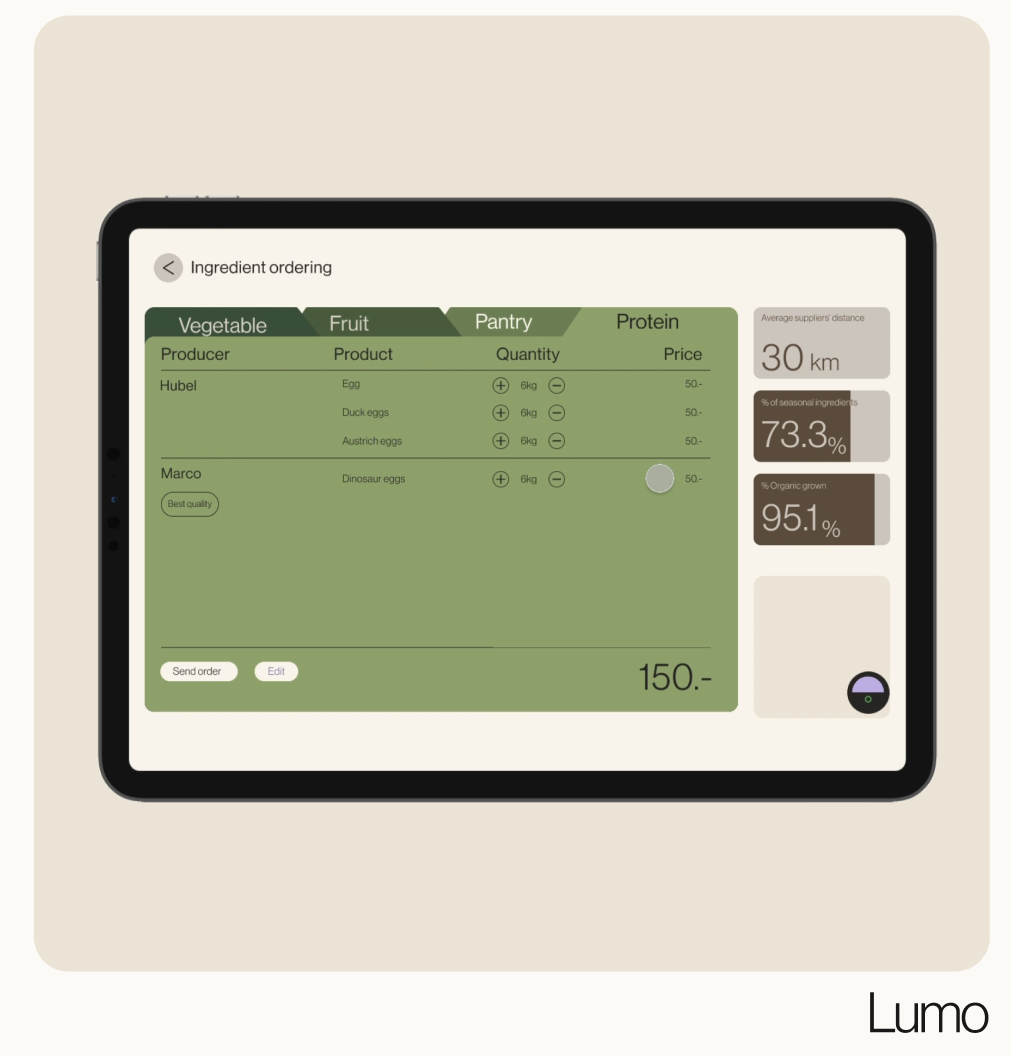 Ingredient ordering
Vegetable Fruit Pantry Protein
Producer Product Quantity Price
Hubel Egg 6kg 50.-
Duck eggs 6kg 50.-
Austrich eggs 6kg 50.-
Marco Dinosaur eggs 6kg 50.-
Best quality
Send order Edit 150.-
Average suppliers' distance
30 km
% of seasonal ingredients
73.3%
% Organic grown
95.1%
Lumo